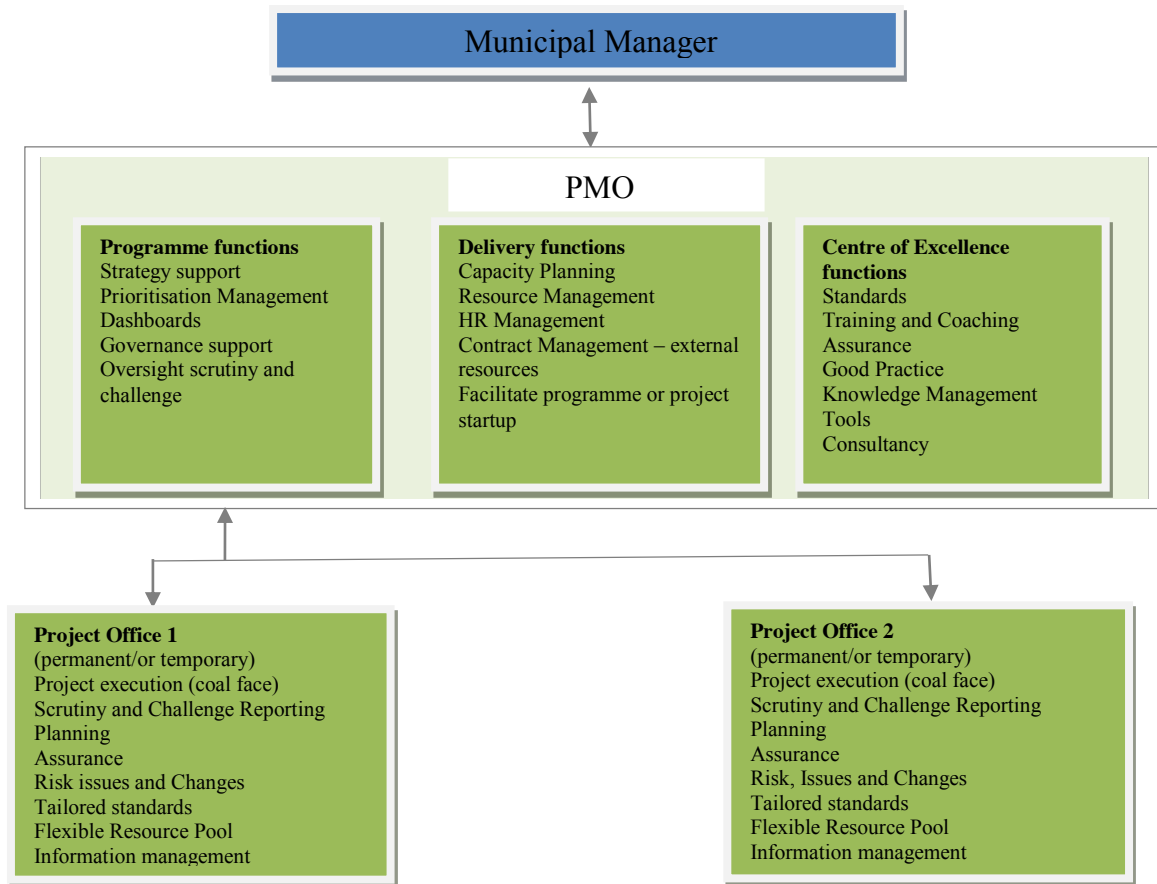 Municipal Manager
PMO
Programme functions
Strategy support
Prioritisation Management
Dashboards
Governance support
Oversight scrutiny and
challenge
Delivery functions
Capacity Planning
Resource Management
HR Management
Contract Management – external
resources
Facilitate programme or project
startup
Centre of Excellence
functions
Standards
Training and Coaching
Assurance
Good Practice
Knowledge Management
Tools
Consultancy
Project Office 1
(permanent/or temporary)
Project execution (coal face)
Scrutiny and Challenge Reporting
Planning
Assurance
Risk issues and Changes
Tailored standards
Flexible Resource Pool
Information management
Project Office 2
(permanent/or temporary)
Project execution (coal face)
Scrutiny and Challenge Reporting
Planning
Assurance
Risk, Issues and Changes
Tailored standards
Flexible Resource Pool
Information management